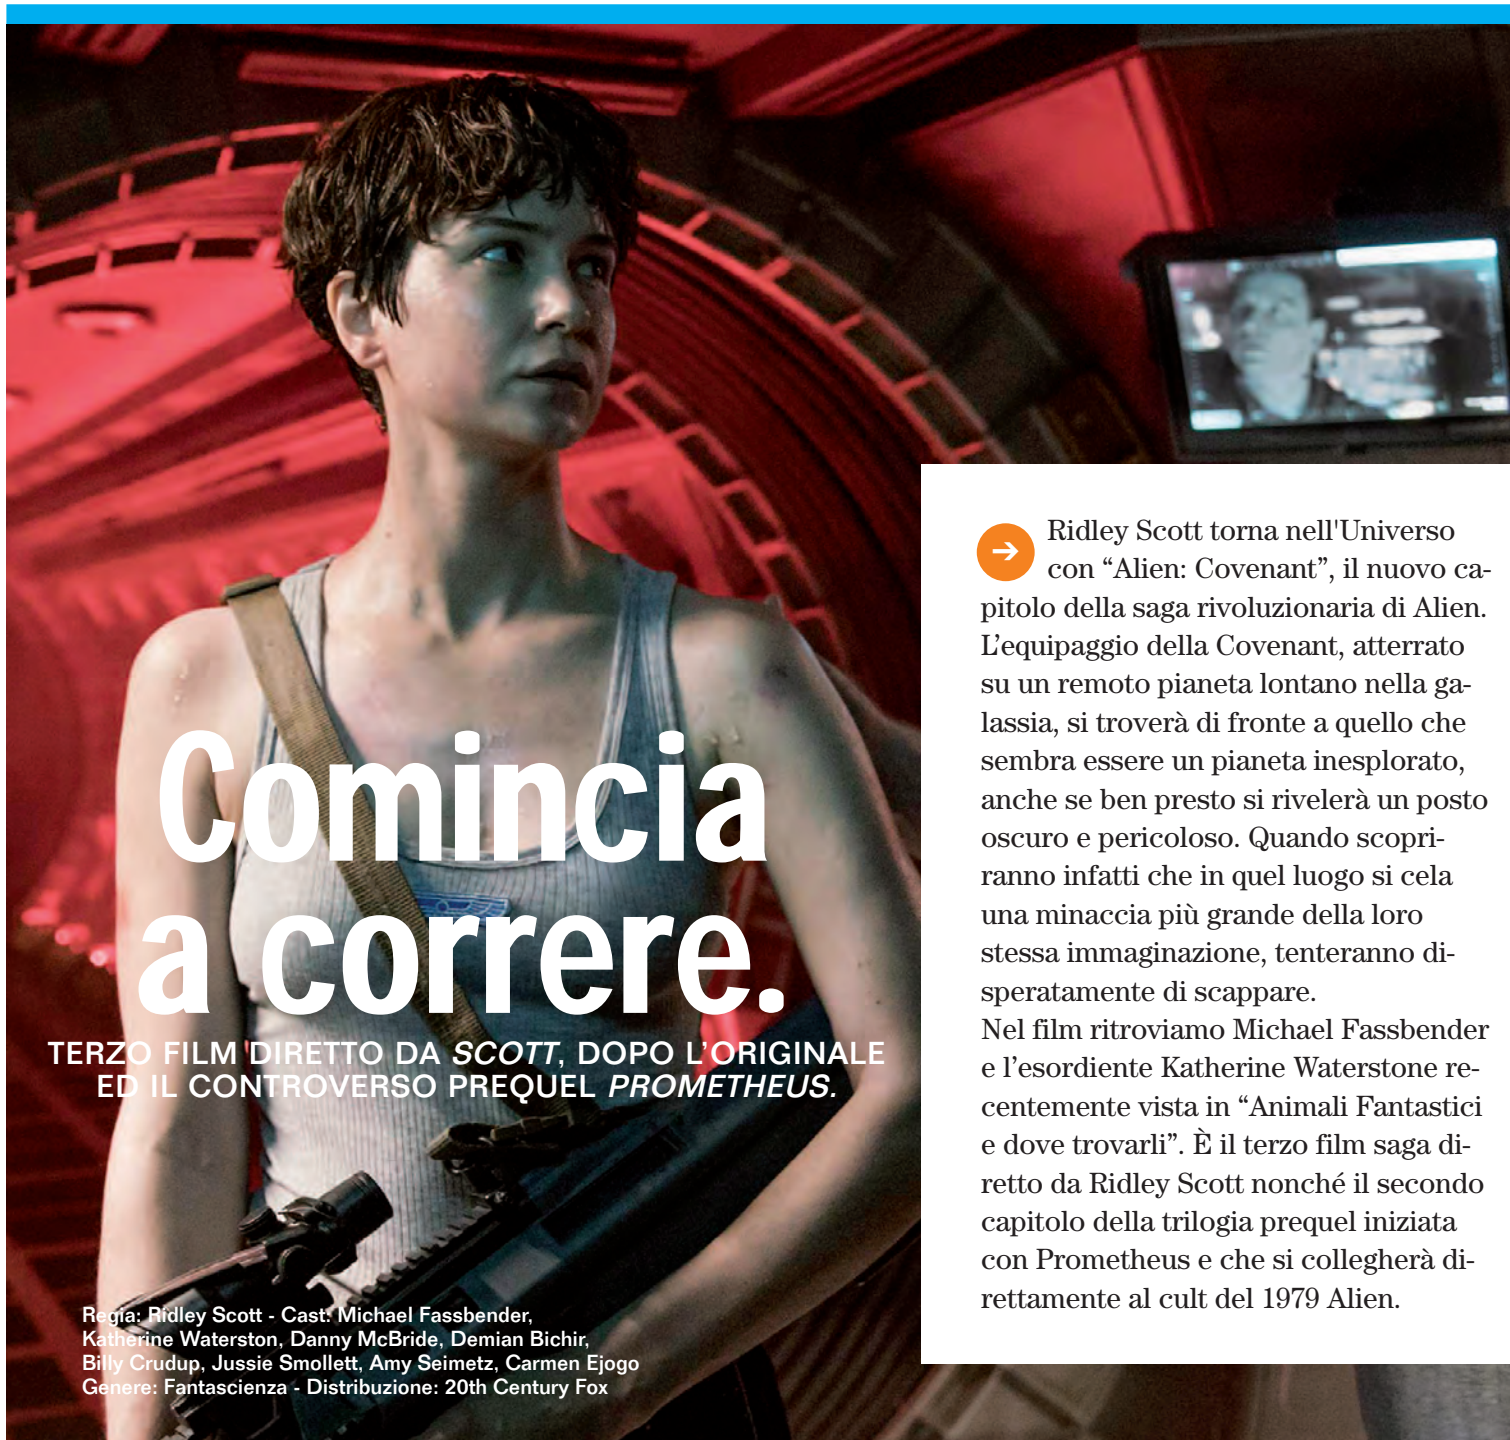 Comincia
a correre.
TERZO FILM DIRETTO DA SCOTT, DOPO L’ORIGINALE
ED IL CONTROVERSO PREQUEL PROMETHEUS.
Regia: Ridley Scott - Cast: Michael Fassbender,
Katherine Waterston, Danny McBride, Demian Bichir,
Billy Crudup, Jussie Smollett, Amy Seimetz, Carmen Ejogo
Genere: Fantascienza - Distribuzione: 20th Century Fox
Ridley Scott torna nell'Universo
con “Alien: Covenant”, il nuovo ca-
pitolo della saga rivoluzionaria di Alien.
L’equipaggio della Covenant, atterrato
su un remoto pianeta lontano nella ga-
lassia, si troverà di fronte a quello che
sembra essere un pianeta inesplorato,
anche se ben presto si rivelerà un posto
oscuro e pericoloso. Quando scopri-
ranno infatti che in quel luogo si cela
una minaccia più grande della loro
stessa immaginazione, tenteranno di-
speratamente di scappare.
Nel film ritroviamo Michael Fassbender
e l’esordiente Katherine Waterstone re-
centemente vista in “Animali Fantastici
e dove trovarli”. È il terzo film saga di-
retto da Ridley Scott nonché il secondo
capitolo della trilogia prequel iniziata
con Prometheus e che si collegherà di-
rettamente al cult del 1979 Alien.